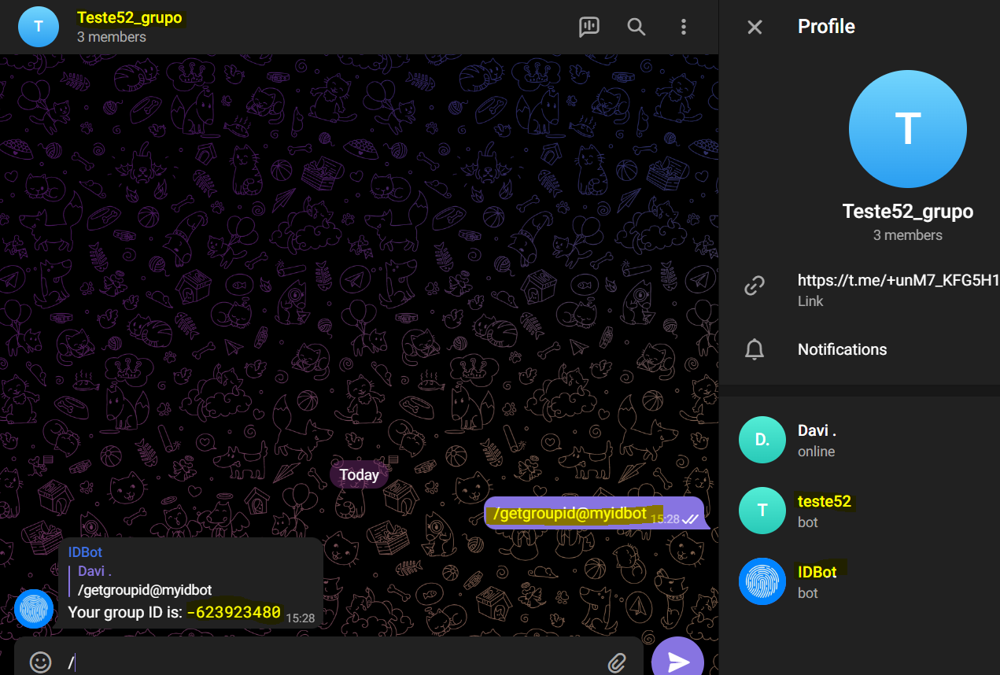 T
Teste52_grupo
3 members
Today
/getgroupid@myidbot
15:28
IDBot
Davi .
/getgroupid@myidbot
Your group ID is: -623923480
15:28
/
Profile
T
Teste52_grupo
3 members
https://t.me/+unM7_KFG5H1
Link
Notifications
D.
Davi .
online
T
teste52
bot
IDBot
bot